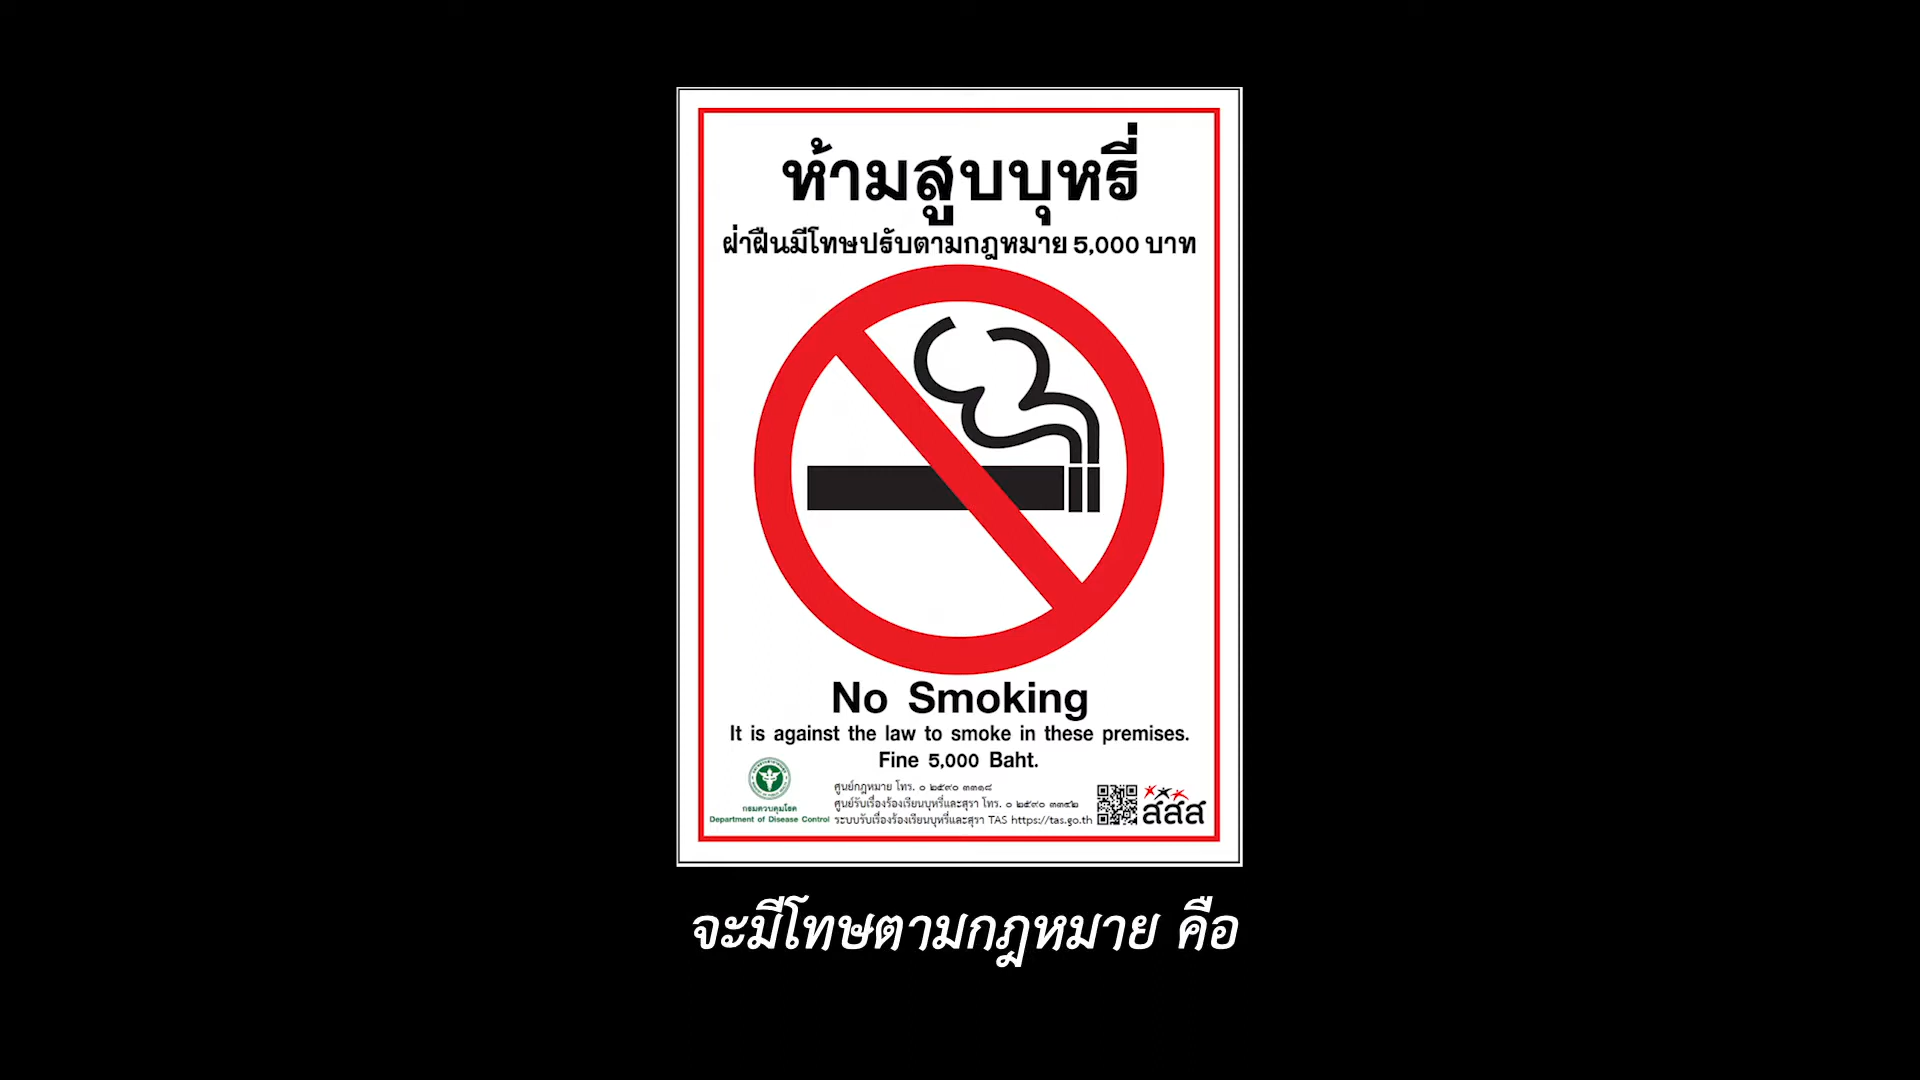 ห้ามสูบบุหรี่
ฝ่าฝืนมีโทษปรับตามกฎหมาย 5,000 บาท
No Smoking
It is against the law to smoke in these premises.
Fine 5,000 Baht.
กรมควบคุมโรค
Department of Disease Control
ศูนย์กฎหมาย โทร. ๐ ๒๕๙๐ ๓๓๑๘
ศูนย์รับเรื่องร้องเรียนบุหรี่และสุรา โทร. ๐ ๒๕๙๐ ๓๓๔๒
ระบบรับเรื่องร้องเรียนบุหรี่และสุรา TAS https://tas.go.th
สสส
จะมีโทษตามกฎหมาย คือ